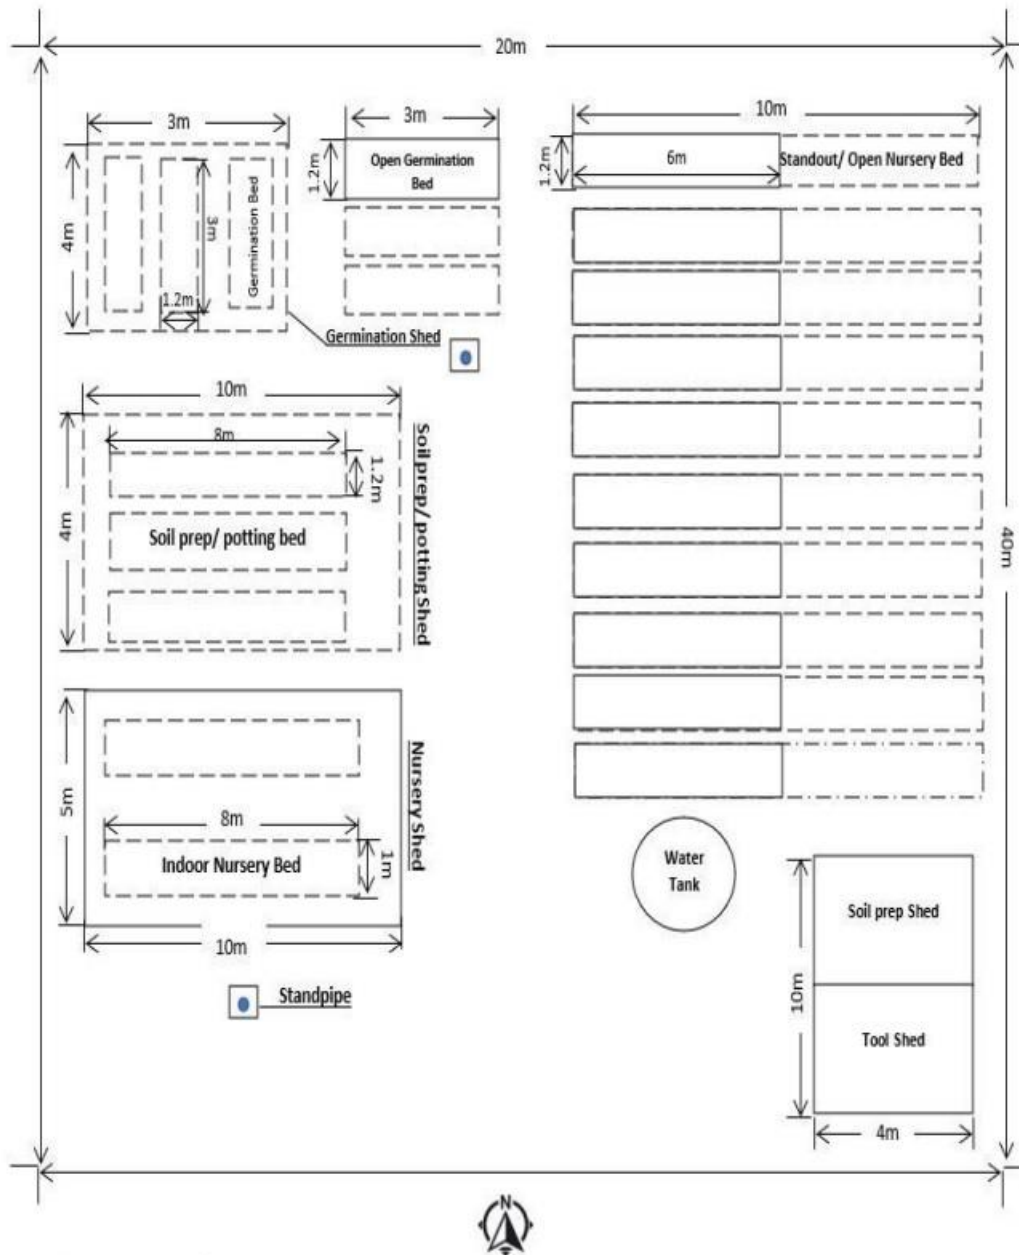 20m
3m
3m
10m
4m
3m
Germination Bed
1.2m
1.2m
Open Germination
Bed
1.2m
6m
Standout/ Open Nursery Bed
Germination Shed
10m
8m
1.2m
4m
Soil prep/ potting bed
Soil prep/ potting Shed
40m
5m
8m
1m
Indoor Nursery Bed
Nursery Shed
10m
Standpipe
Water
Tank
10m
Soil prep Shed
Tool Shed
4m
N